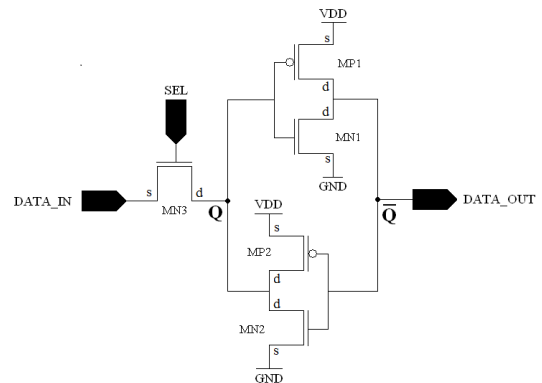 VDD
s
MP1
d
SEL
d
MN1
s
GND
DATA_IN
s
d
MN3
Q
VDD
s
Q̅
DATA_OUT
MP2
d
d
MN2
s
GND